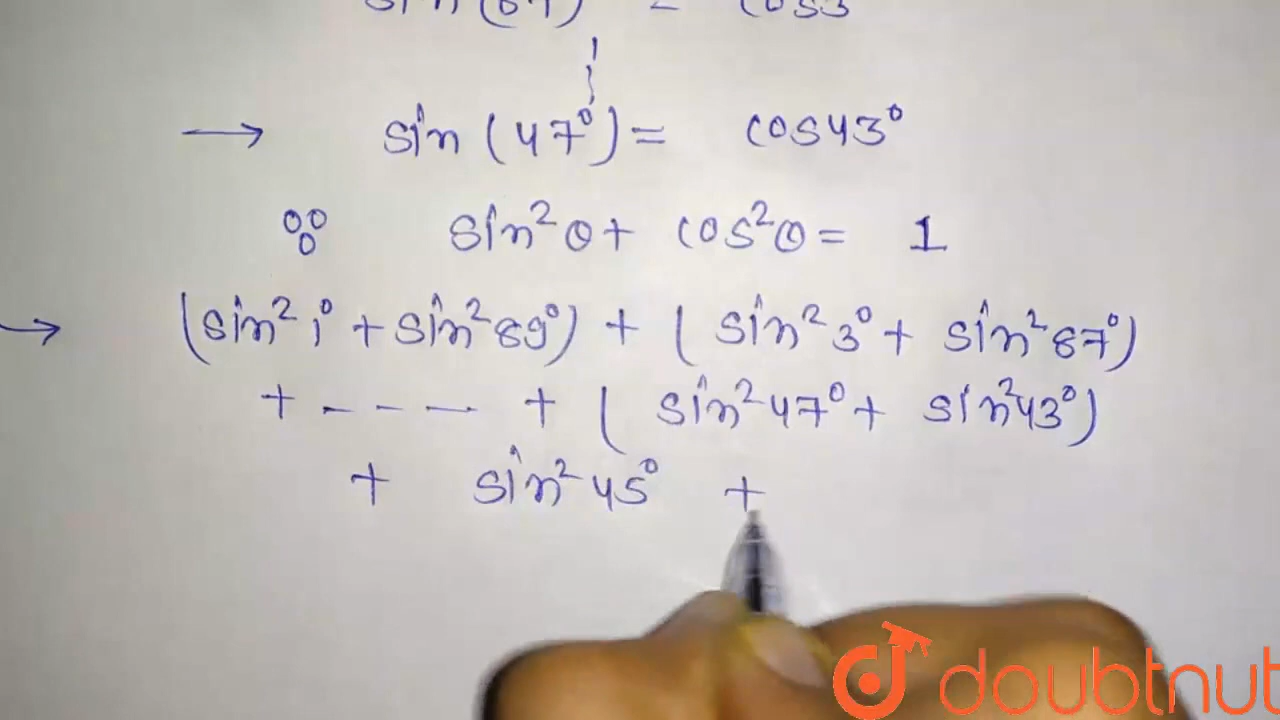 → sin (47°) = cos43°
∵ sin²θ + cos²θ = 1
→ (sin²1° + sin²89°) + ( sin²3° + sin²87°)
+ - - - + ( sin²47° + sin²43°)
+ sin²45° +
doubtnut